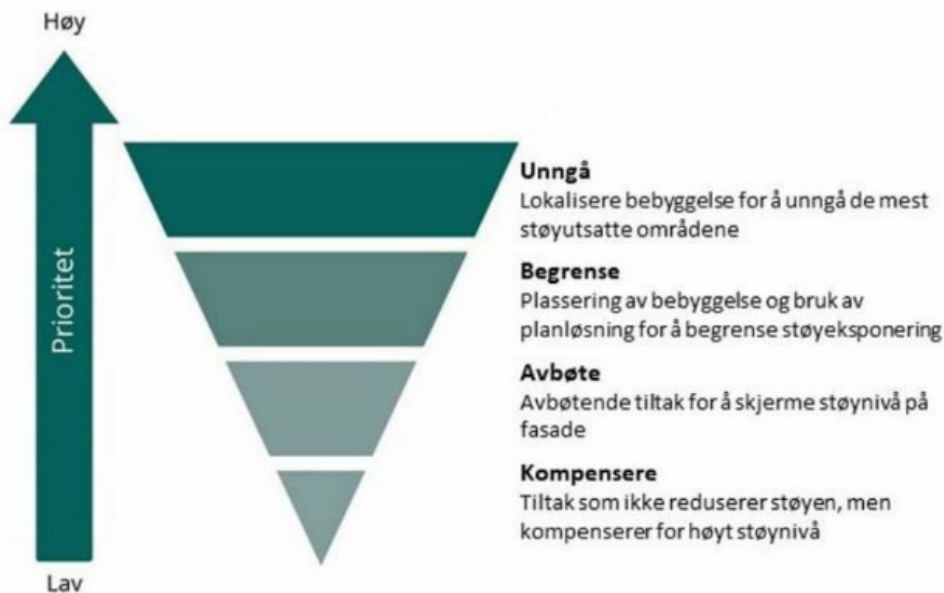 Høy
Prioritet
Unngå
Lokalisere bebyggelse for å unngå de mest
støyutsatte områdene
Begrense
Plassering av bebyggelse og bruk av
planløsning for å begrense støyeksponering
Avbøte
Avbøtende tiltak for å skjerme støynivå på
fasade
Kompensere
Tiltak som ikke reduserer støyen, men
kompenserer for høyt støynivå
Lav